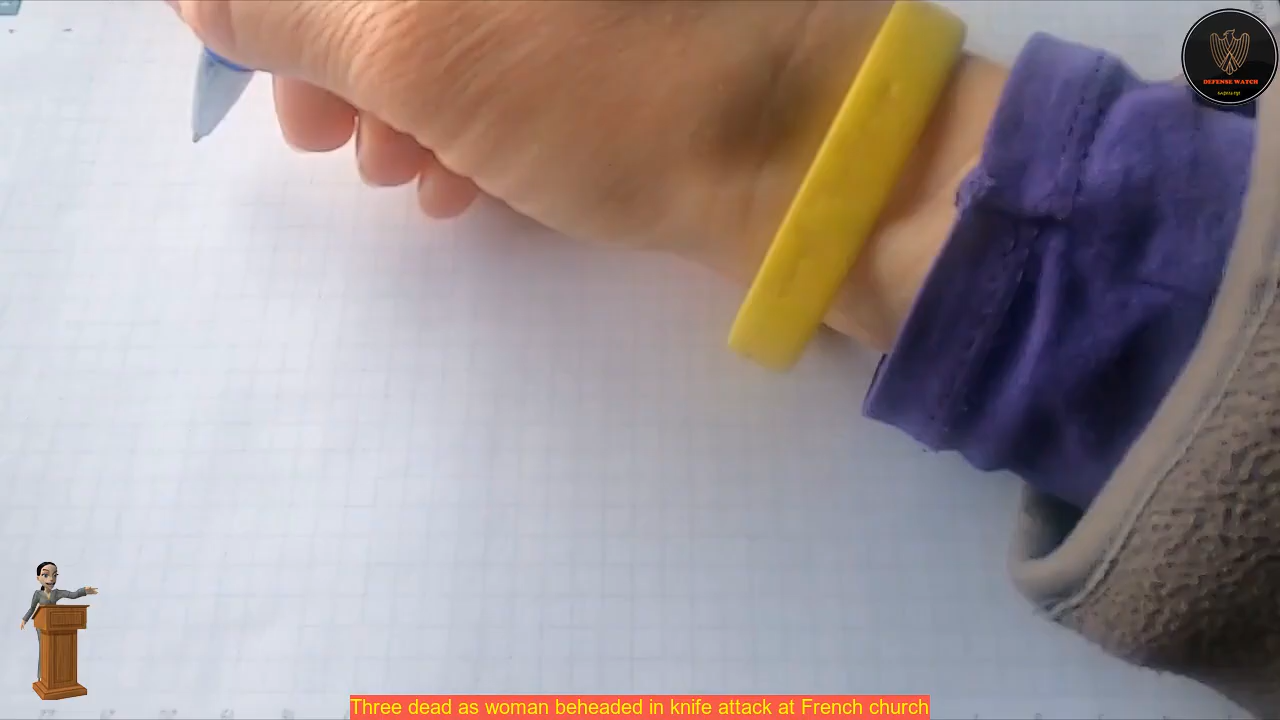 DEFENSE WATCH
Three dead as woman beheaded in knife attack at French church